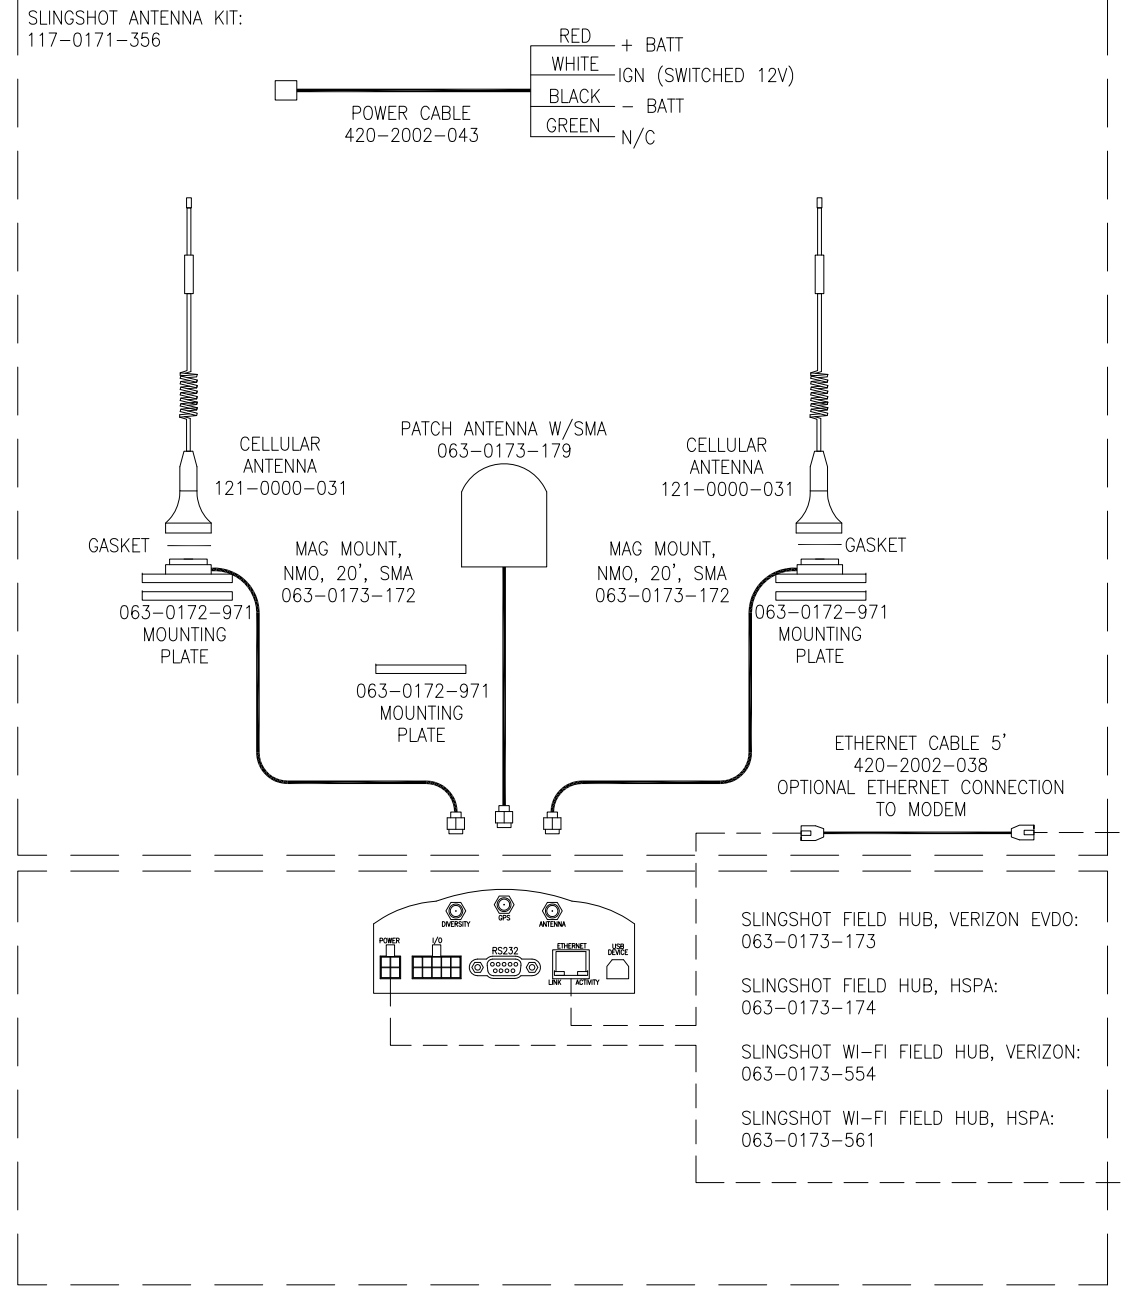 SLINGSHOT ANTENNA KIT:
117-0171-356
RED
+ BATT
WHITE
IGN (SWITCHED 12V)
BLACK
- BATT
GREEN
N/C
POWER CABLE
420-2002-043
CELLULAR
ANTENNA
121-0000-031
PATCH ANTENNA W/SMA
063-0173-179
CELLULAR
ANTENNA
121-0000-031
GASKET
MAG MOUNT,
NMO, 20', SMA
063-0173-172
MAG MOUNT,
NMO, 20', SMA
063-0173-172
GASKET
063-0172-971
MOUNTING
PLATE
063-0172-971
MOUNTING
PLATE
063-0172-971
MOUNTING
PLATE
ETHERNET CABLE 5'
420-2002-038
OPTIONAL ETHERNET CONNECTION
TO MODEM
DIVERSITY
GPS
ANTENNA
POWER
I/O
RS232
ETHERNET
USB
DEVICE
LINK
ACTIVITY
SLINGSHOT FIELD HUB, VERIZON EVDO:
063-0173-173
SLINGSHOT FIELD HUB, HSPA:
063-0173-174
SLINGSHOT WI-FI FIELD HUB, VERIZON:
063-0173-554
SLINGSHOT WI-FI FIELD HUB, HSPA:
063-0173-561